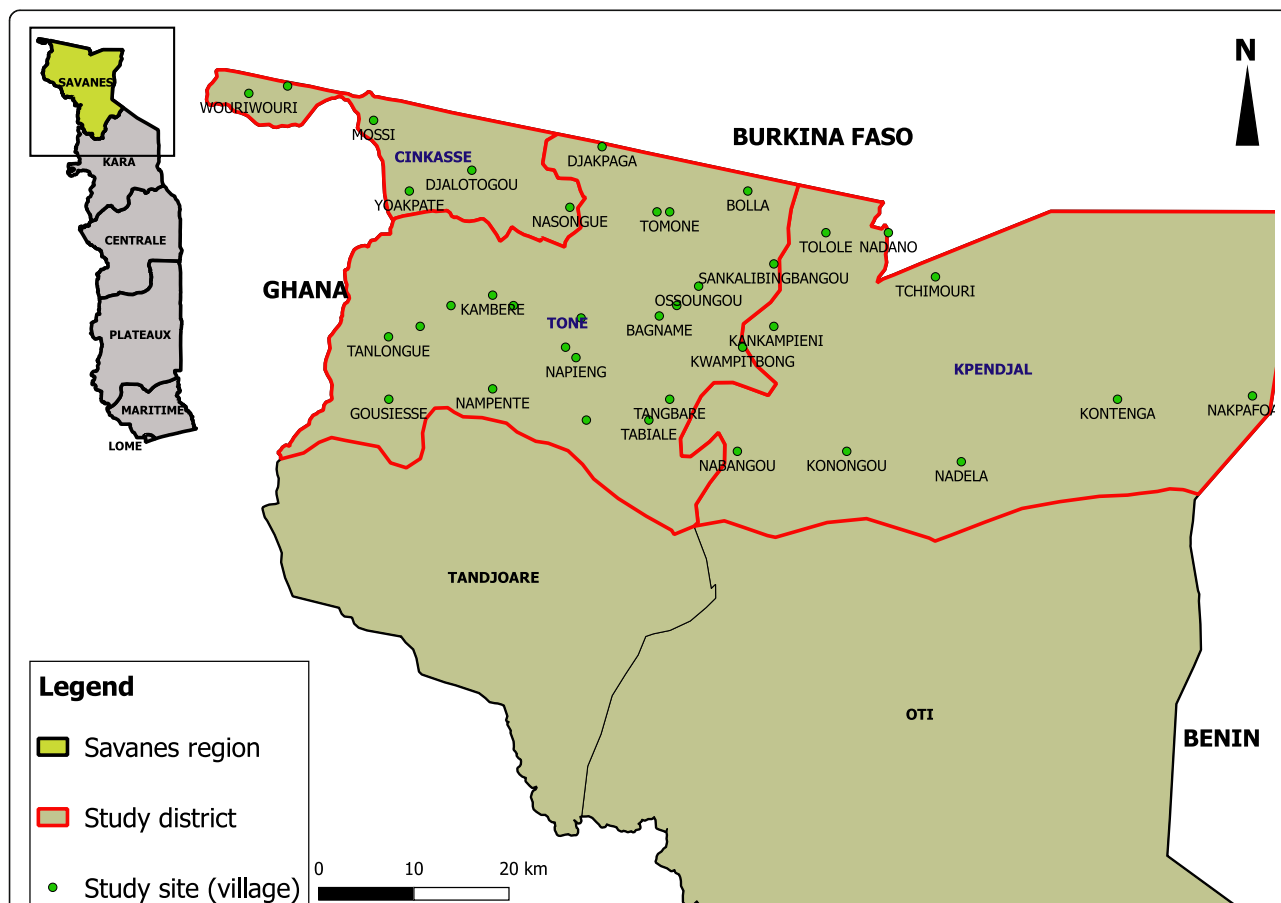 SAVANES
KARA
CENTRALE
PLATEAUX
MARITIME
LOME
N
BURKINA FASO
GHANA
BENIN
WOURIWOURI
MOSSI
CINKASSE
DJALOTOGOU
YOAKPATE
NASONGUE
DJAKPAGA
TOMONE
BOLLA
TOLOLE
NADANO
TCHIMOURI
SANKALIBINGBANGOU
OSSOUNGOU
KAMBERE
TONE
BAGNAME
KANKAMPIENI
KWAMPITBONG
TANLONGUE
NAPIENG
KPENDJAL
GOUSIESSE
NAMPENTE
TANGBARE
TABIALE
KONTENGA
NAKPAFOA
NABANGOU
KONONGOU
NADELA
TANDJOARE
OTI
Legend
Savanes region
Study district
Study site (village)
0 10 20 km